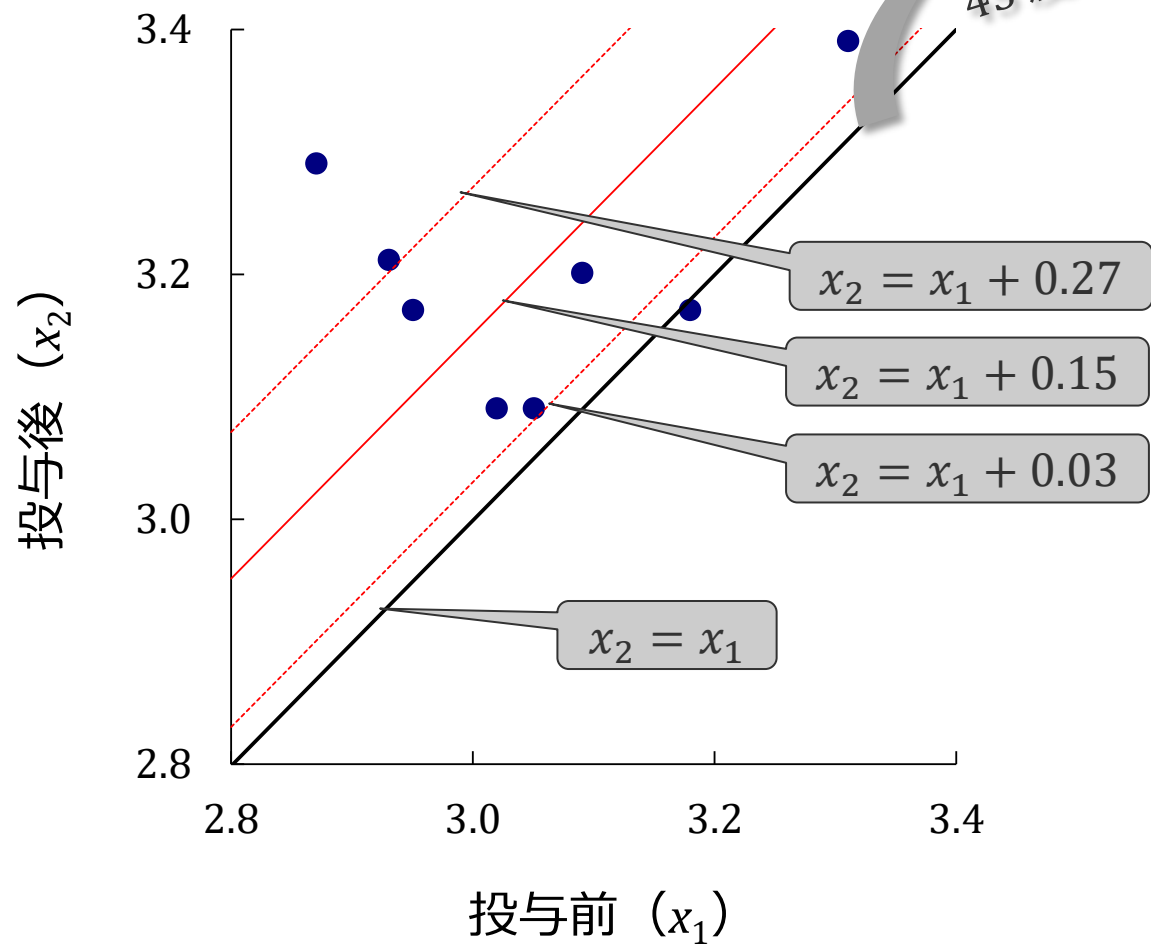 45
3.4
3.2
3.0
2.8
投与後（x₂）
x₂ = x₁ + 0.27
x₂ = x₁ + 0.15
x₂ = x₁ + 0.03
x₂ = x₁
2.8 3.0 3.2 3.4
投与前（x₁）